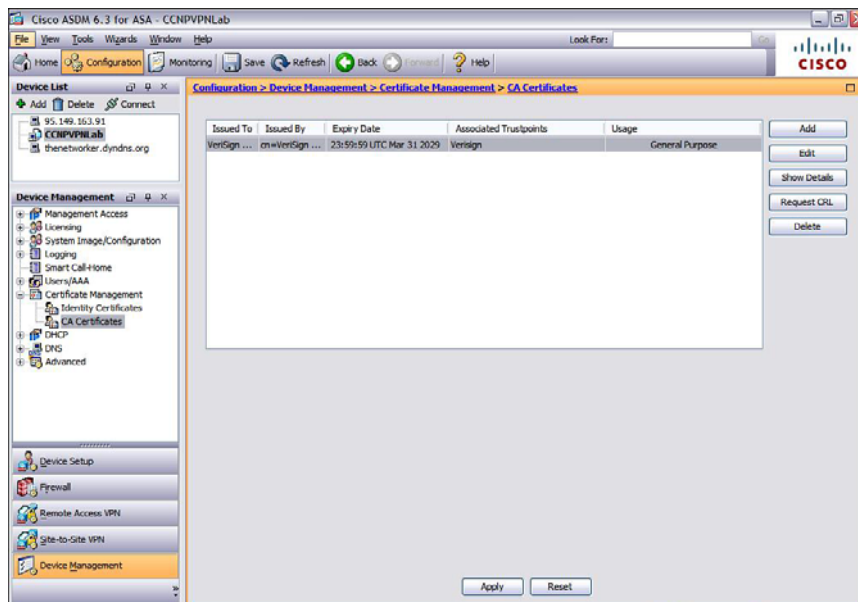 Cisco ASDM 6.3 for ASA - CCNPVPNLab
File View Tools Wizards Window Help Look For: Go
Home Configuration Monitoring Save Refresh Back Forward Help
CISCO
Device List
Add Delete Connect
95.149.163.91
CCNPVPNLab
thenetworker.dyndns.org
Device Management
Management Access
Licensing
System Image/Configuration
Logging
Smart Call-Home
Users/AAA
Certificate Management
Identity Certificates
CA Certificates
DHCP
DNS
Advanced
Device Setup
Firewall
Remote Access VPN
Site-to-Site VPN
Device Management
Configuration > Device Management > Certificate Management > CA Certificates
Issued To Issued By Expiry Date Associated Trustpoints Usage
VeriSign ... cn=VeriSign ... 23:59:59 UTC Mar 31 2029 Verisign General Purpose
Add
Edit
Show Details
Request CRL
Delete
Apply Reset